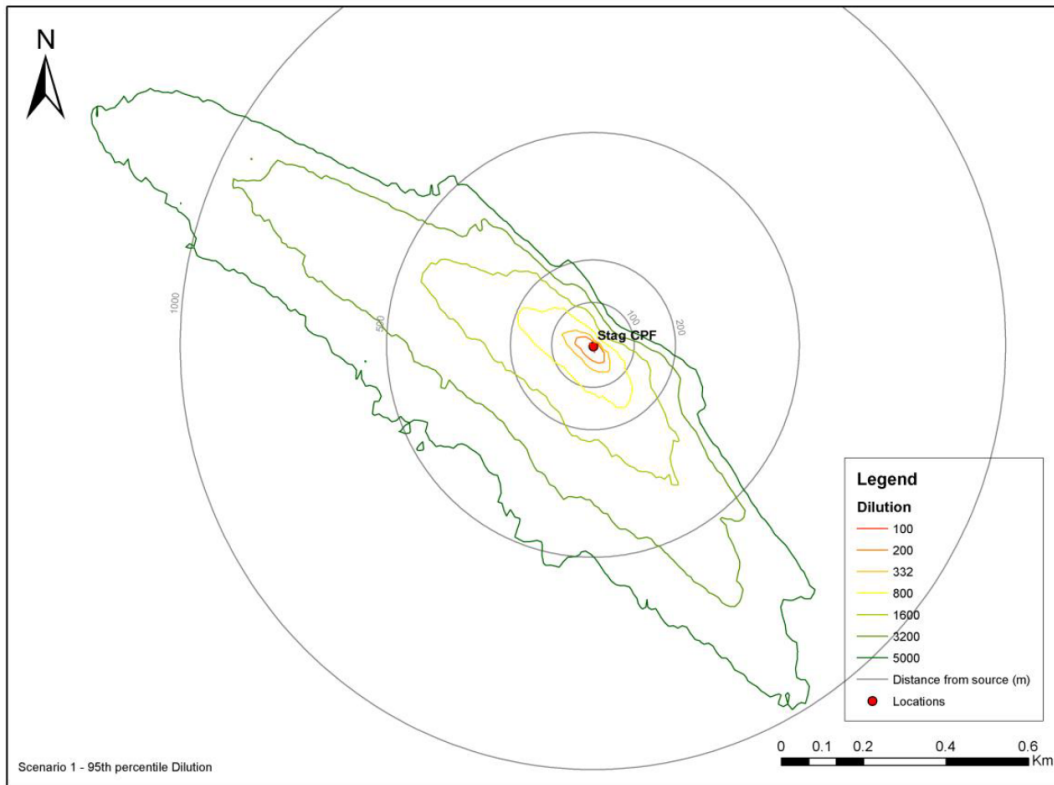 N
1000
500
100
200
Stag CPF
Legend
Dilution
100
200
332
800
1600
3200
5000
Distance from source (m)
Locations
0 0.1 0.2 0.4 0.6
Km
Scenario 1 - 95th percentile Dilution